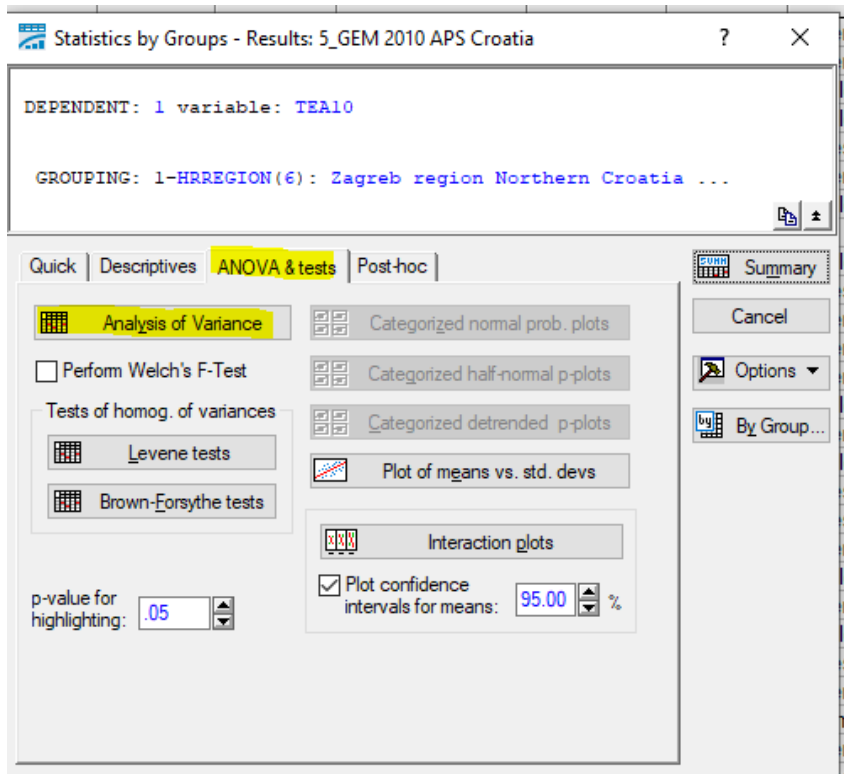 Statistics by Groups - Results: 5_GEM 2010 APS Croatia ?
DEPENDENT: 1 variable: TEA10
GROUPING: 1-HRREGION(6): Zagreb region Northern Croatia ...
Quick Descriptives ANOVA & tests Post-hoc
Summary
Cancel
Options
By Group...
Analysis of Variance
Perform Welch's F-Test
Tests of homog. of variances
Levene tests
Brown-Forsythe tests
p-value for
highlighting: .05
Categorized normal prob. plots
Categorized half-normal p-plots
Categorized detrended p-plots
Plot of means vs. std. devs
Interaction plots
Plot confidence
intervals for means: 95.00 %